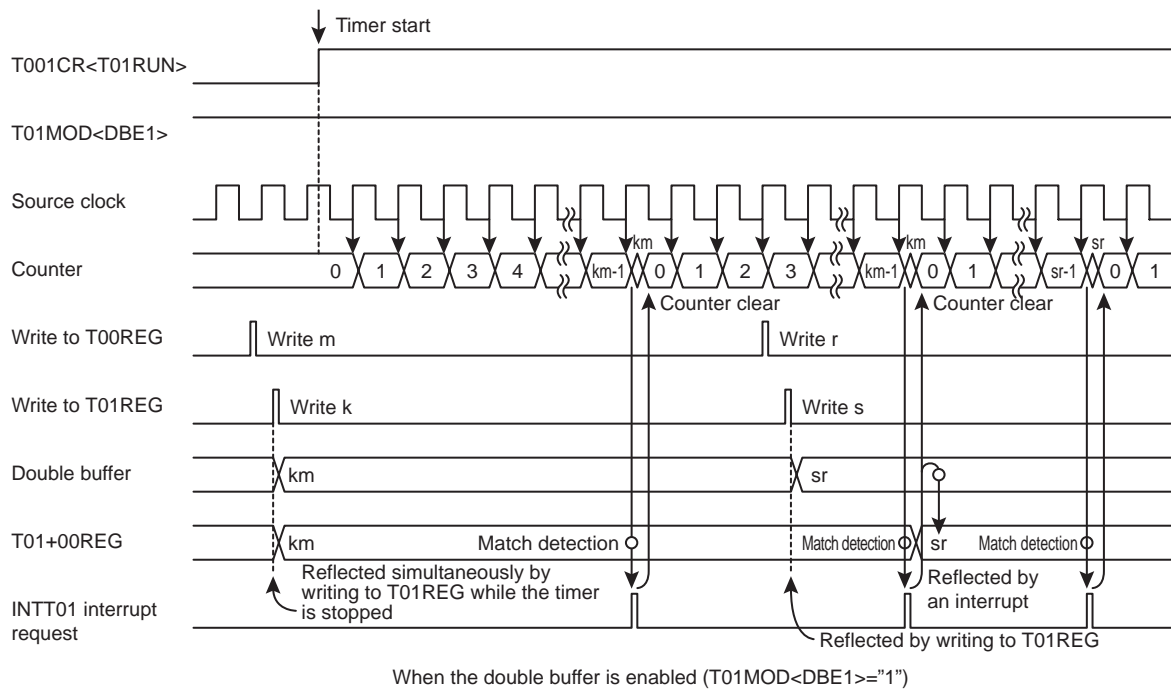 Timer start
T001CR<T01RUN>
T01MOD<DBE1>
Source clock
km km sr
Counter 0 1 2 3 4 km-1 0 1 2 3 km-1 0 1 sr-1 0 1
Counter clear Counter clear
Write to T00REG Write m Write r
Write to T01REG Write k Write s
Double buffer km sr
T01+00REG km Match detection Match detection sr Match detection
Reflected simultaneously by
writing to T01REG while the timer
is stopped
Reflected by
an interrupt
INTT01 interrupt
request
Reflected by writing to T01REG
When the double buffer is enabled (T01MOD<DBE1>="1")